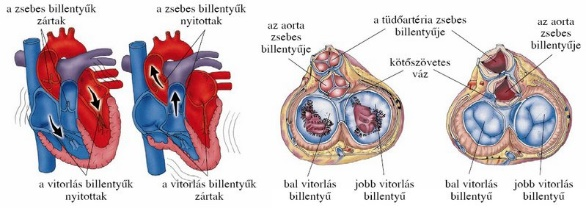 a zsebes billentyűk
zártak
a zsebes billentyűk
nyitottak
a vitorlás billentyűk
nyitottak
a vitorlás billentyűk
zártak
az aorta
zsebes
billentyűje
a tüdőartéria zsebes
billentyűje
az aorta
zsebes
billentyűje
kötőszövetes
váz
bal vitorlás
billentyű
jobb vitorlás
billentyű
bal vitorlás
billentyű
jobb vitorlás
billentyű